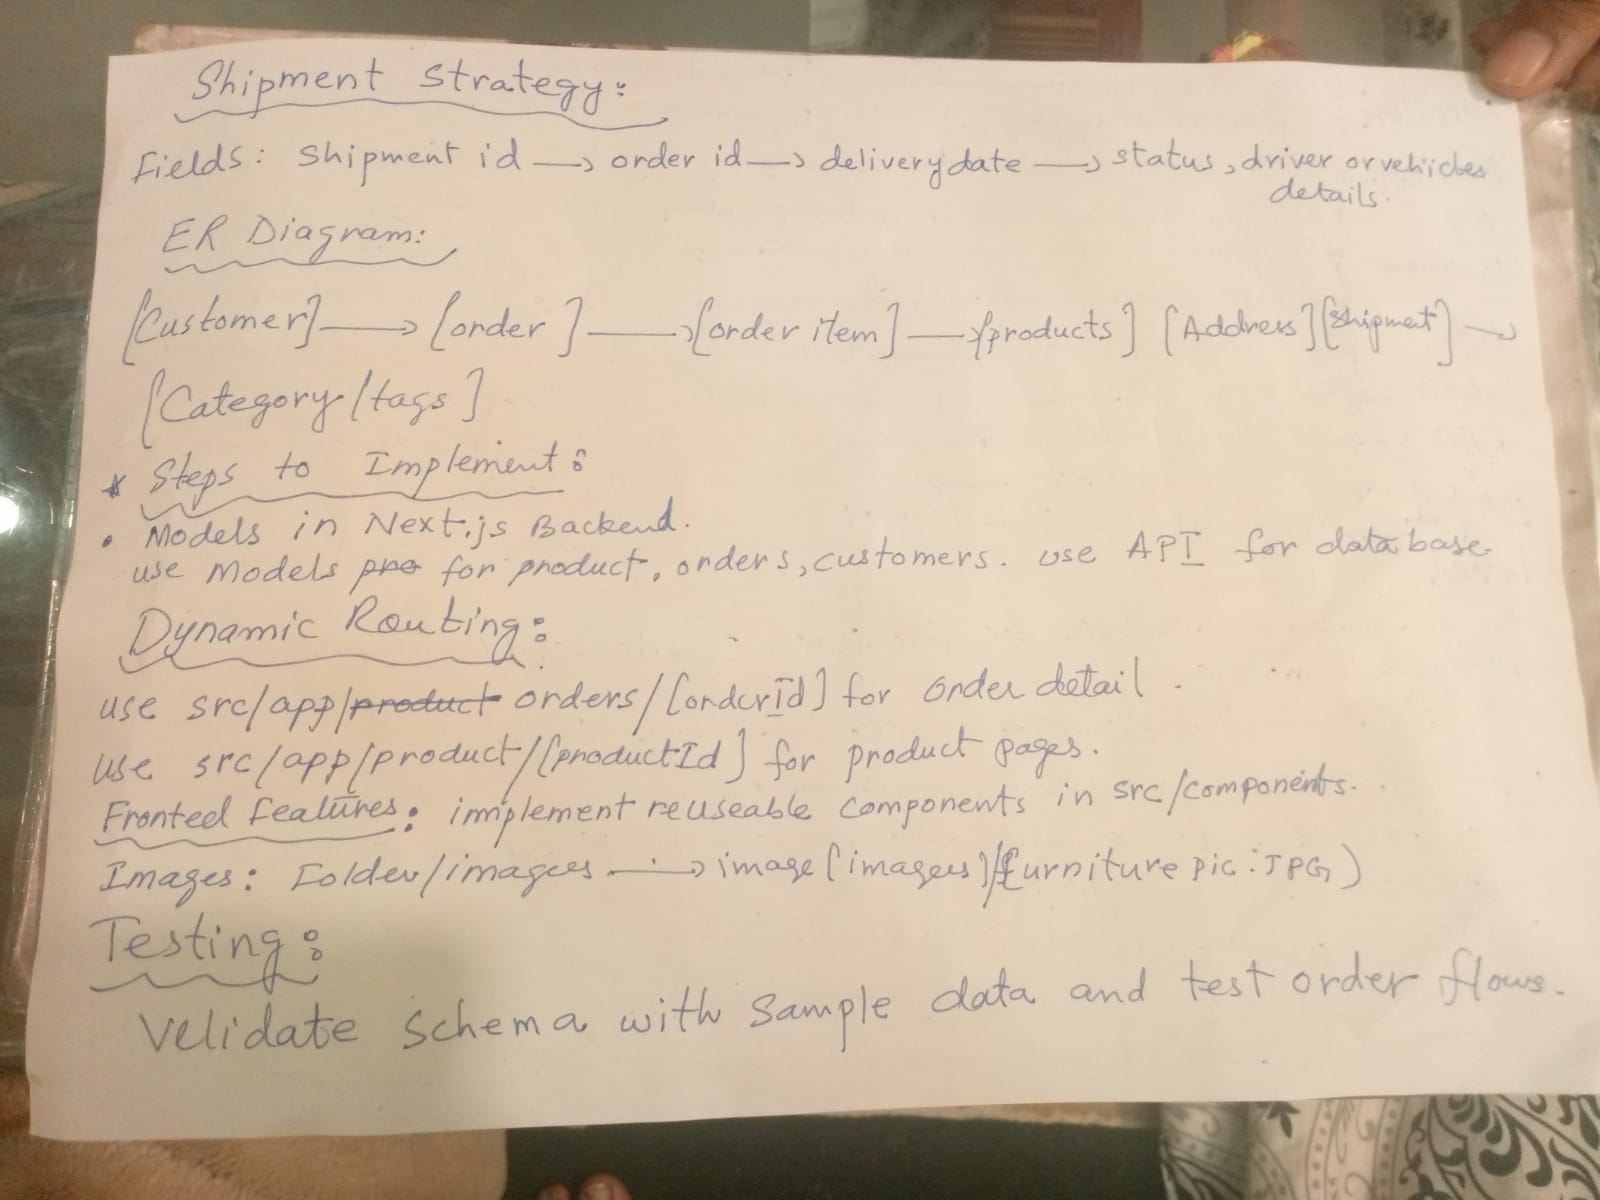 Shipment Strategy:
Fields: Shipment id → order id → delivery date → status, driver or vehicles
details.
ER Diagram:
[Customer] → [order] → [order item] → [products] [Address] [Shipment] →
[Category/tags]
* Steps to Implement:
• Models in Next.js Backend.
use Models pro for product, orders, customers. use API for data base
Dynamic Routing:
use src/app/product orders/[orderId] for order detail.
Use src/app/product/[productId] for product pages.
Fronted features: implement reuseable components in src/components.
Images: Folder/images → image (images)/furniture pic.JPG)
Testing:
Velidate Schema with Sample data and test order flows.